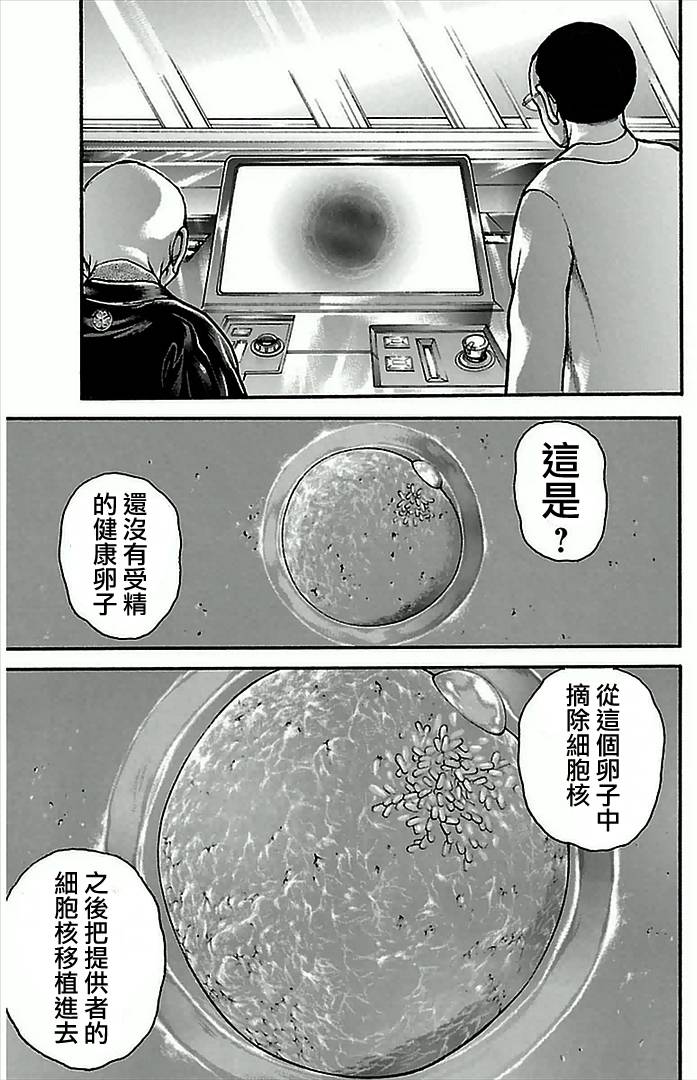 這是?
還沒有受精
的健康卵子
從這個卵子中
摘除細胞核
之後把提供者的
細胞核移植進去